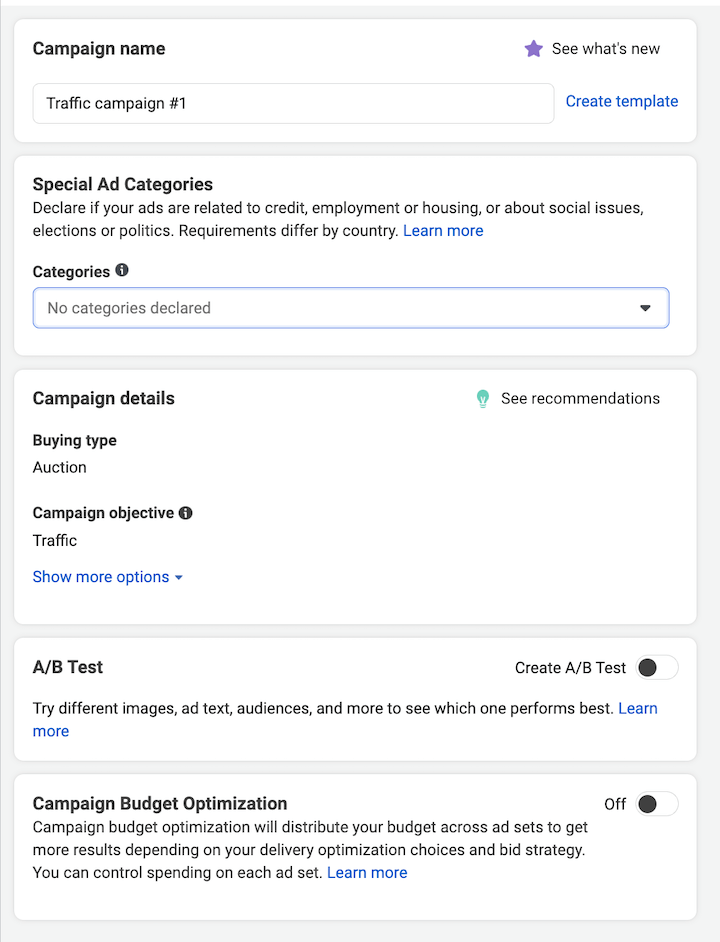 Campaign name
See what's new
Traffic campaign #1
Create template
Special Ad Categories
Declare if your ads are related to credit, employment or housing, or about social issues,
elections or politics. Requirements differ by country. Learn more
Categories
No categories declared
Campaign details
See recommendations
Buying type
Auction
Campaign objective
Traffic
Show more options
A/B Test
Create A/B Test
Try different images, ad text, audiences, and more to see which one performs best. Learn
more
Campaign Budget Optimization
Off
Campaign budget optimization will distribute your budget across ad sets to get
more results depending on your delivery optimization choices and bid strategy.
You can control spending on each ad set. Learn more